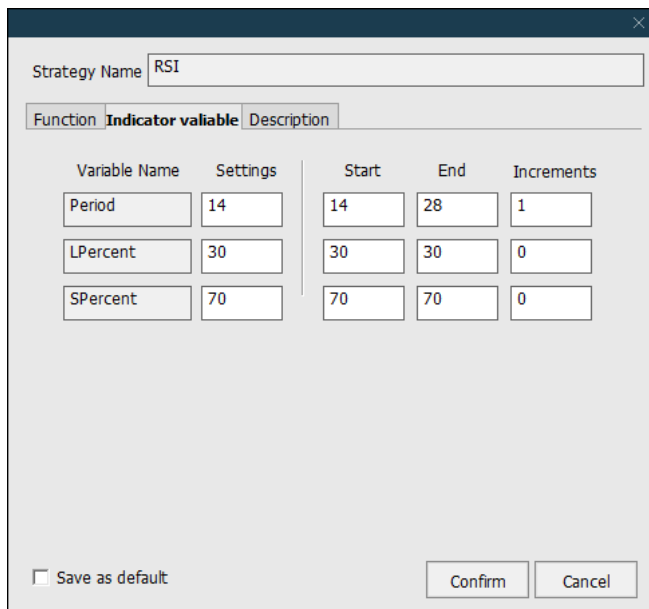 Strategy Name RSI
Function Indicator valiable Description
Variable Name Settings Start End Increments
Period 14 14 28 1
LPercent 30 30 30 0
SPercent 70 70 70 0
Save as default Confirm Cancel